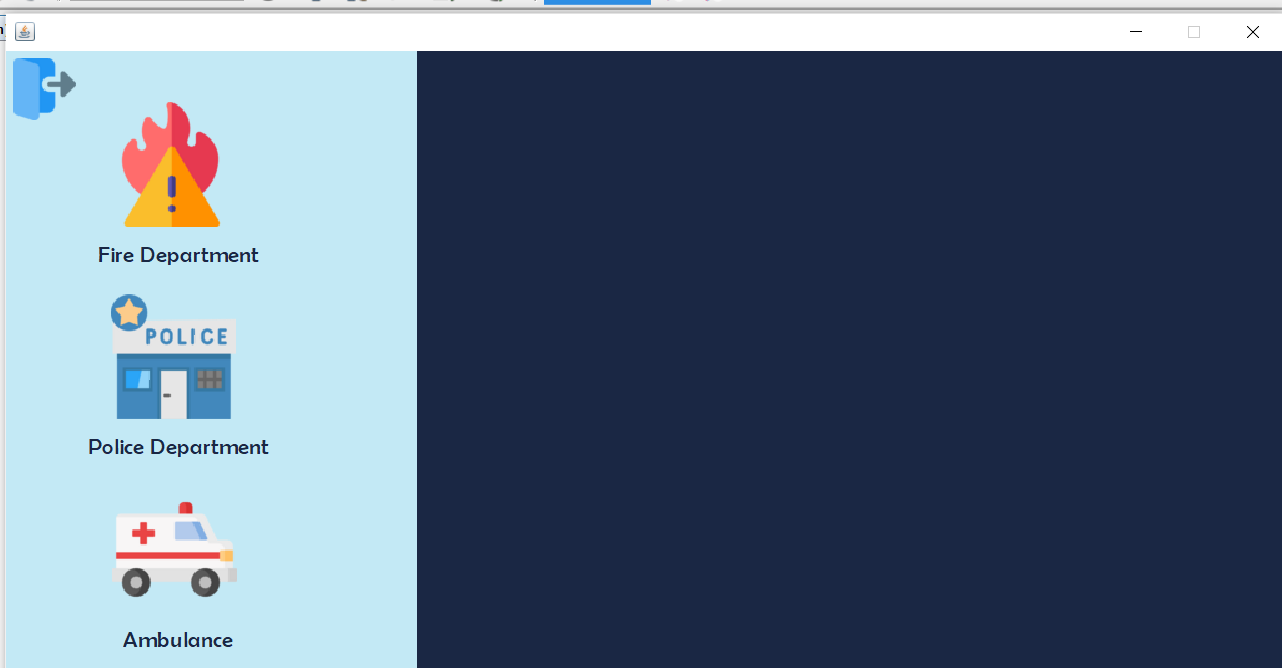 Fire Department
POLICE
Police Department
Ambulance